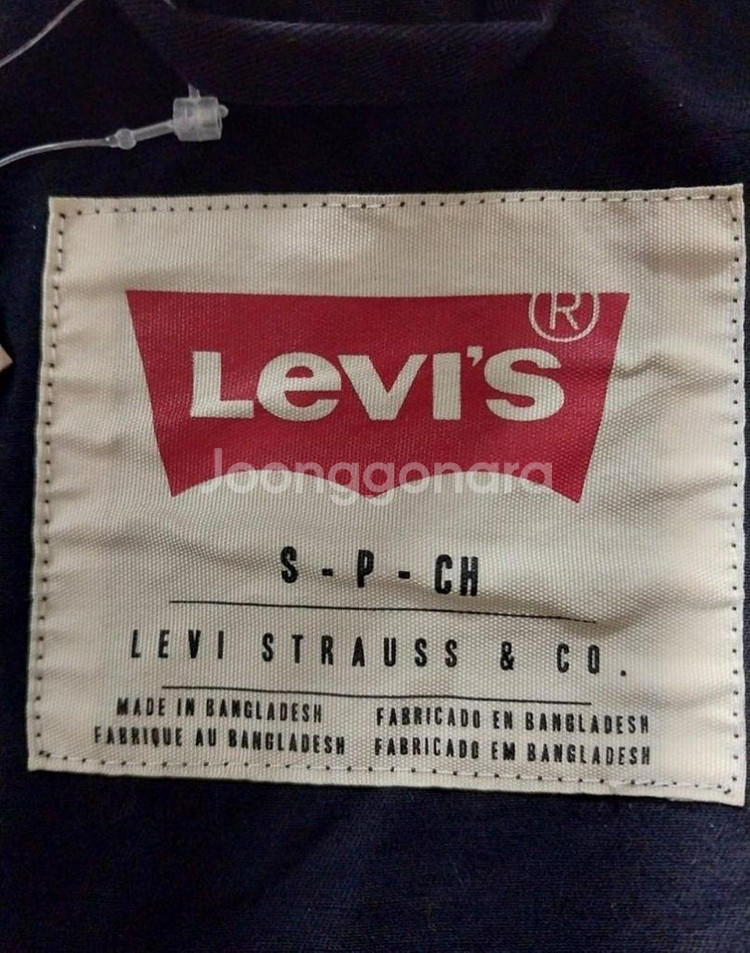 LEVI'S ®
Joonggonara
S - P - CH
LEVI STRAUSS & CO.
MADE IN BANGLADESH FABRICADO EN BANGLADESH
FABRIQUE AU BANGLADESH FABRICADO EM BANGLADESH